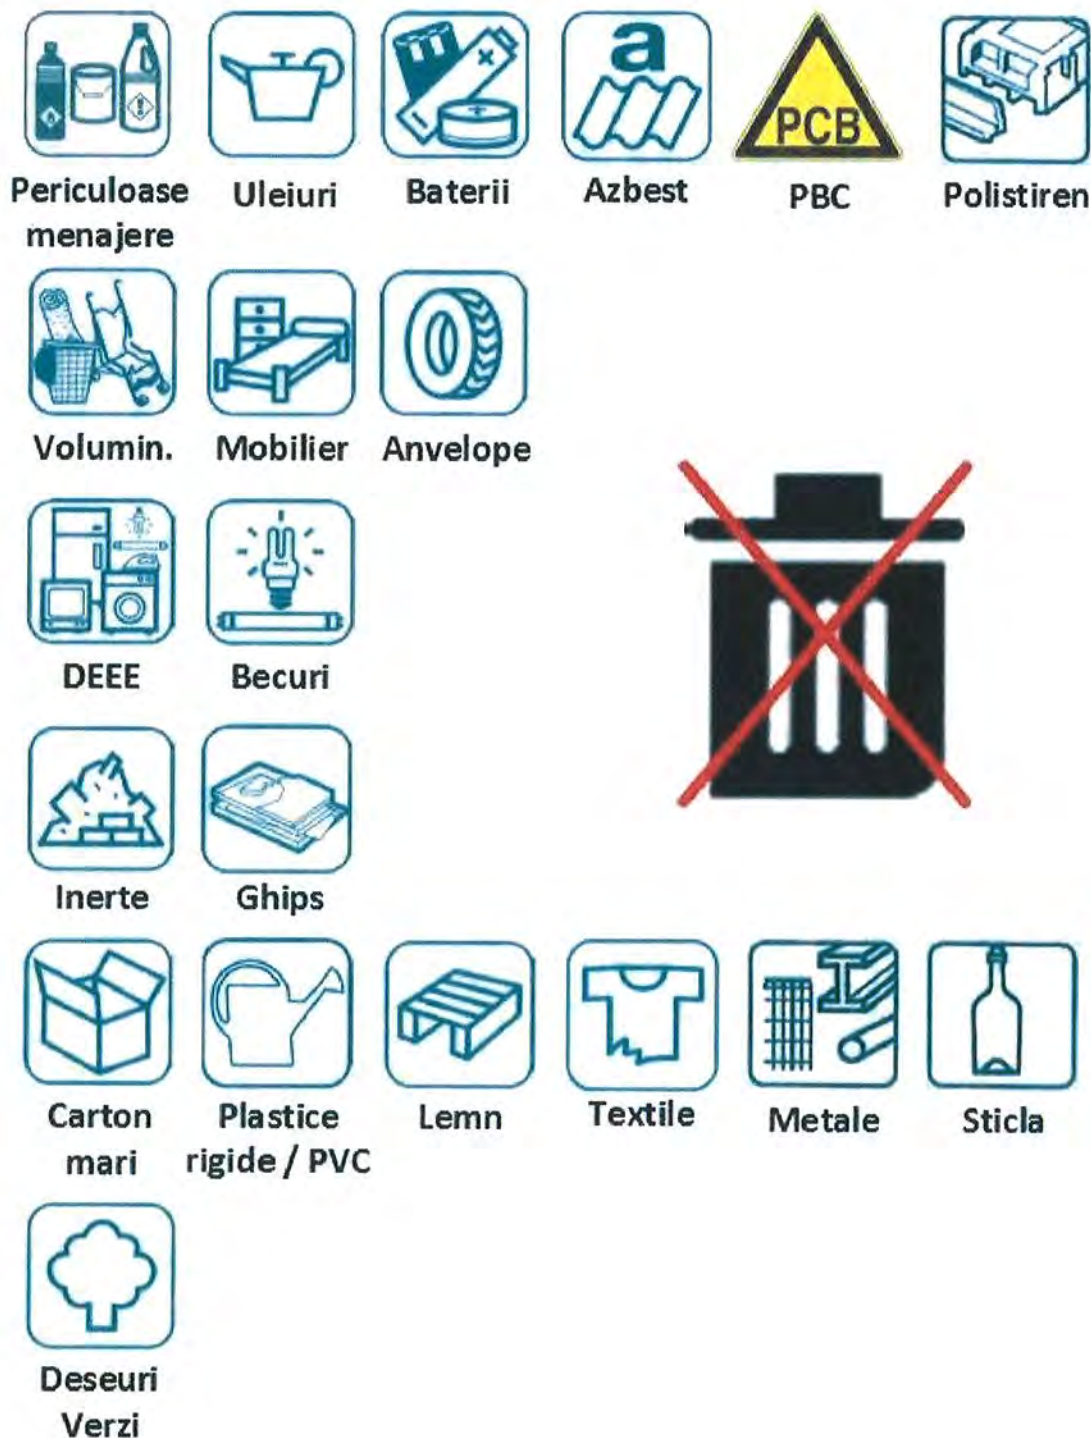 a
PCB
Periculoase
menajere
Uleiuri
Baterii
Azbest
PBC
Polistiren
Volumin.
Mobilier
Anvelope
DEEE
Becuri
Inerte
Ghips
Carton
mari
Plastice
rigide / PVC
Lemn
Textile
Metale
Sticla
Deseuri
Verzi